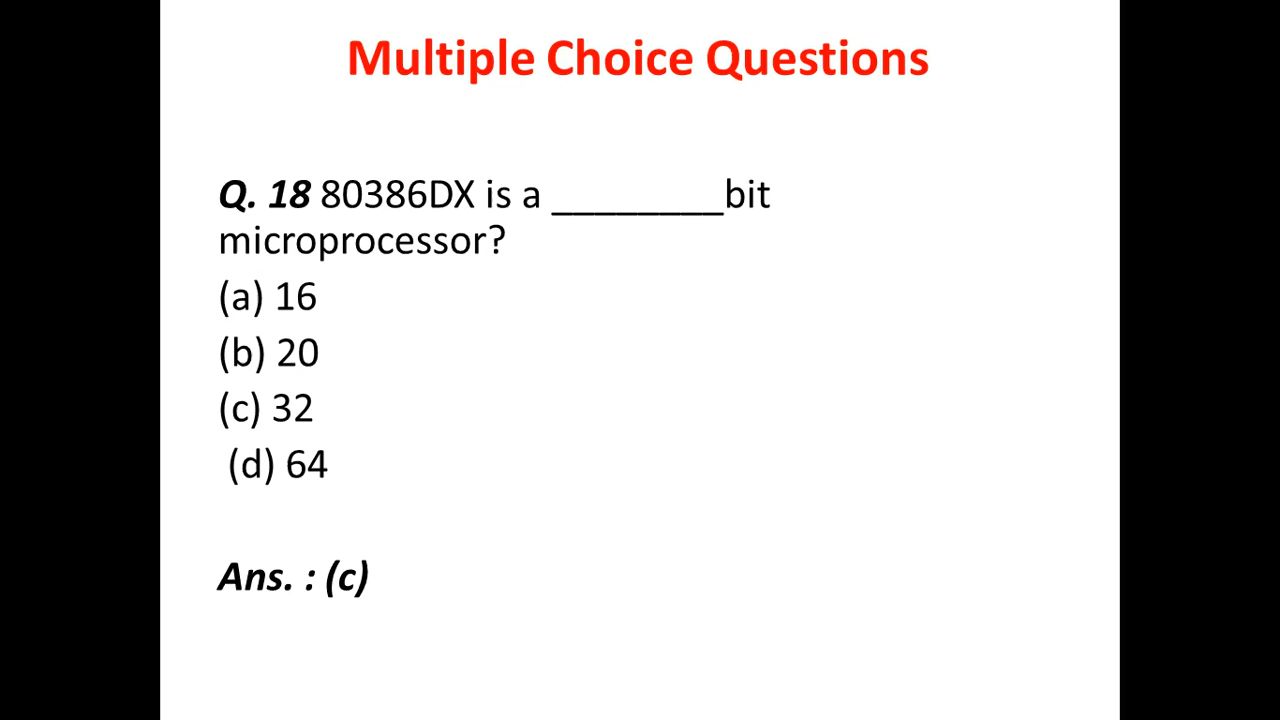 Multiple Choice Questions
Q. 18 80386DX is a ________bit
microprocessor?
(a) 16
(b) 20
(c) 32
(d) 64
Ans. : (c)